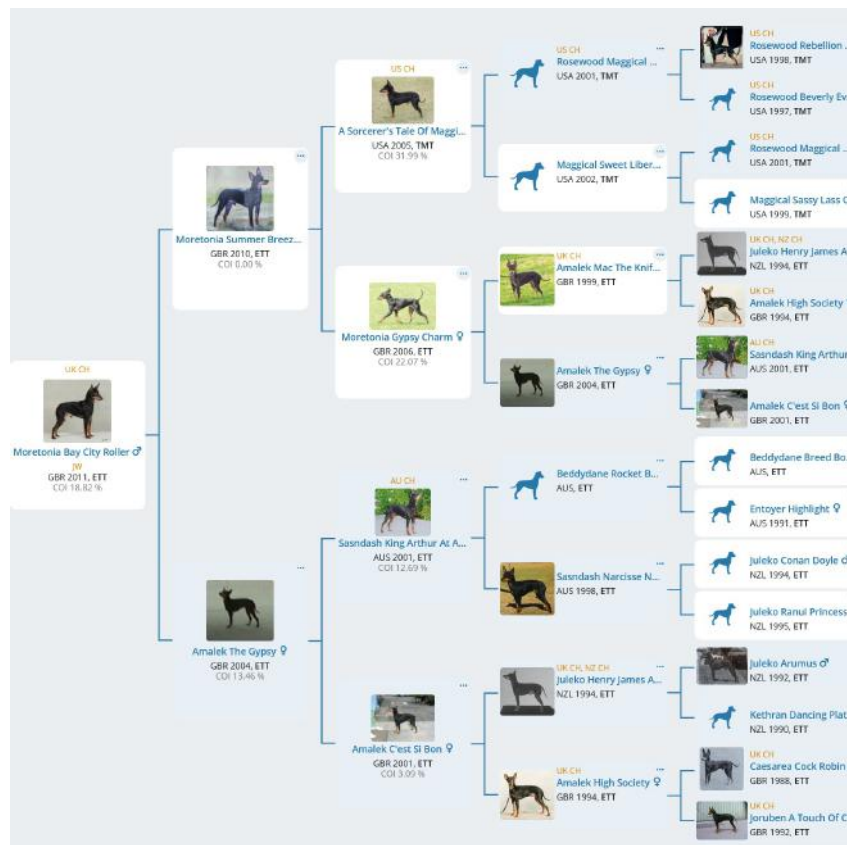 UK CH
Moretonia Bay City Roller ♂
JW
GBR 2011, ETT
COI 18.82 %
Moretonia Summer Breez...
GBR 2010, ETT
COI 0.00 %
Amalek The Gypsy ♀
GBR 2004, ETT
COI 13.46 %
US CH
A Sorcerer's Tale Of Maggi...
USA 2005, TMT
COI 31.99 %
Moretonia Gypsy Charm ♀
GBR 2006, ETT
COI 22.07 %
AU CH
Sasndash King Arthur At A...
AUS 2001, ETT
COI 12.69 %
Amalek C'est Si Bon ♀
GBR 2001, ETT
COI 3.09 %
US CH
Rosewood Maggical ...
USA 2001, TMT
Maggical Sweet Liber...
USA 2002, TMT
UK CH
Amalek Mac The Knif...
GBR 1999, ETT
Amalek The Gypsy ♀
GBR 2004, ETT
Beddydane Rocket B...
AUS, ETT
Sasndash Narcisse N...
AUS 1998, ETT
UK CH, NZ CH
Juleko Henry James A...
NZL 1994, ETT
UK CH
Amalek High Society ♀
GBR 1994, ETT
US CH
Rosewood Rebellion ..
USA 1998, TMT
US CH
Rosewood Beverly Ev
USA 1997, TMT
US CH
Rosewood Maggical ..
USA 2001, TMT
Maggical Sassy Lass
USA 1999, TMT
UK CH, NZ CH
Juleko Henry James A
NZL 1994, ETT
UK CH
Amalek High Society
GBR 1994, ETT
AU CH
Sasndash King Arthur
AUS 2001, ETT
Amalek C'est Si Bon ♀
GBR 2001, ETT
Beddydane Breed Bo..
AUS, ETT
Entoyer Highlight ♀
AUS 1991, ETT
Juleko Conan Doyle ♂
NZL 1994, ETT
Juleko Ranui Princess
NZL 1995, ETT
Juleko Arumus ♂
NZL 1992, ETT
Kethran Dancing Plat
NZL 1990, ETT
UK CH
Caesarea Cock Robin
GBR 1988, ETT
UK CH
Joruben A Touch Of C
GBR 1992, ETT